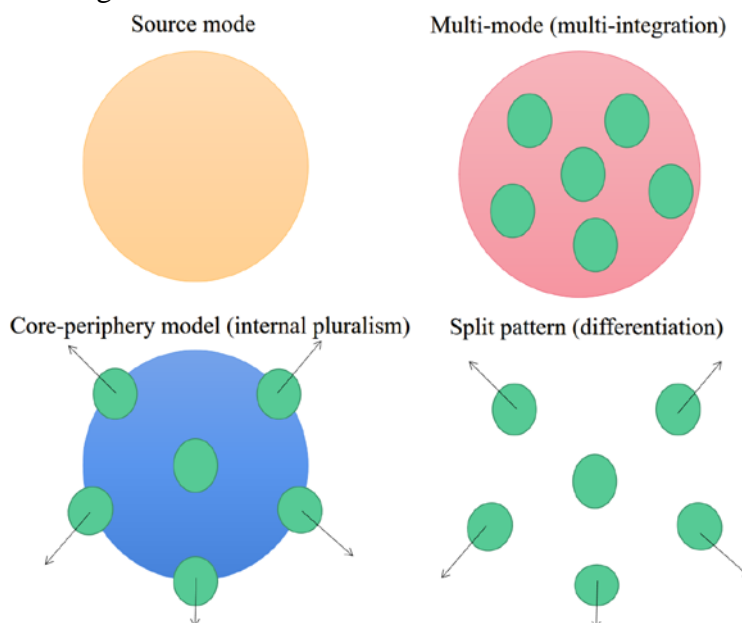 Source mode
Multi-mode (multi-integration)
Core-periphery model (internal pluralism)
Split pattern (differentiation)